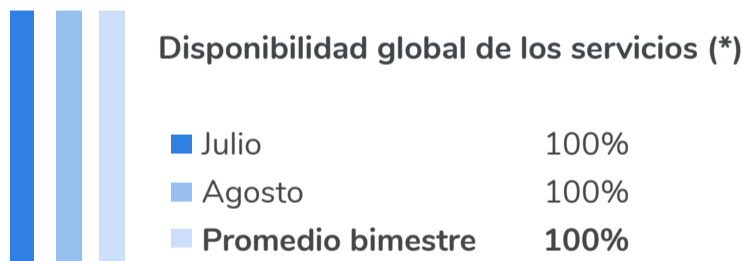 Disponibilidad global de los servicios (*)
Julio 100%
Agosto 100%
Promedio bimestre 100%